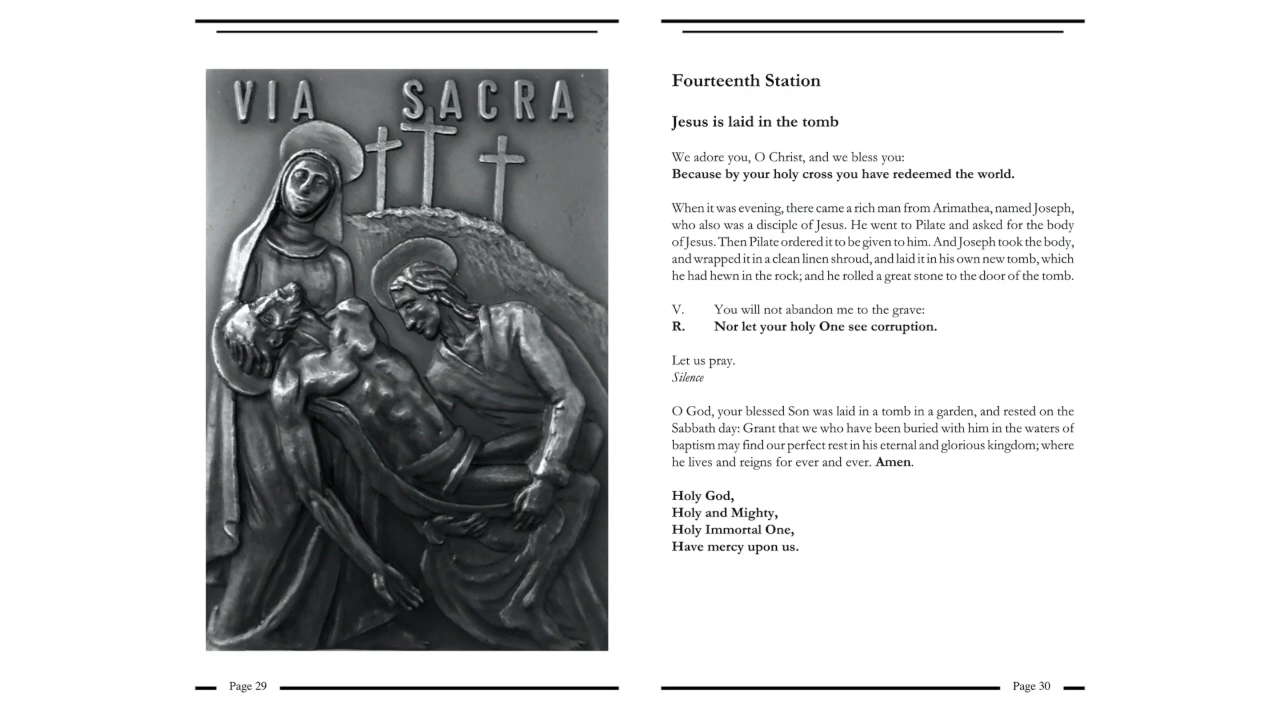 VIA SACRA
Page 29
Fourteenth Station
Jesus is laid in the tomb
We adore you, O Christ, and we bless you:
Because by your holy cross you have redeemed the world.
When it was evening, there came a rich man from Arimathea, named Joseph,
who also was a disciple of Jesus. He went to Pilate and asked for the body
of Jesus. Then Pilate ordered it to be given to him. And Joseph took the body,
and wrapped it in a clean linen shroud, and laid it in his own new tomb, which
he had hewn in the rock; and he rolled a great stone to the door of the tomb.
V. You will not abandon me to the grave:
R. Nor let your holy One see corruption.
Let us pray.
Silence
O God, your blessed Son was laid in a tomb in a garden, and rested on the
Sabbath day: Grant that we who have been buried with him in the waters of
baptism may find our perfect rest in his eternal and glorious kingdom; where
he lives and reigns for ever and ever. Amen.
Holy God,
Holy and Mighty,
Holy Immortal One,
Have mercy upon us.
Page 30